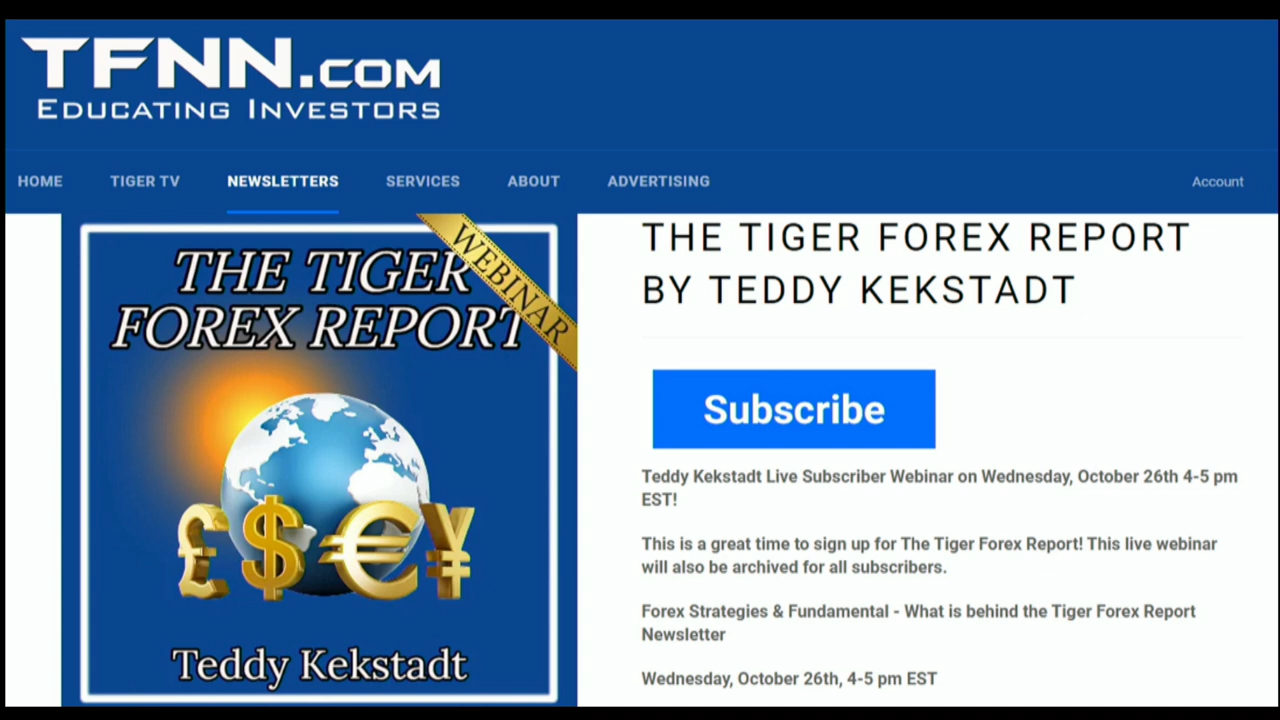 TFNN.COM
EDUCATING INVESTORS
HOME TIGER TV NEWSLETTERS SERVICES ABOUT ADVERTISING Account
WEBINAR
THE TIGER
FOREX REPORT
Teddy Kekstadt
THE TIGER FOREX REPORT
BY TEDDY KEKSTADT
Subscribe
Teddy Kekstadt Live Subscriber Webinar on Wednesday, October 26th 4-5 pm
EST!
This is a great time to sign up for The Tiger Forex Report! This live webinar
will also be archived for all subscribers.
Forex Strategies & Fundamental - What is behind the Tiger Forex Report
Newsletter
Wednesday, October 26th, 4-5 pm EST